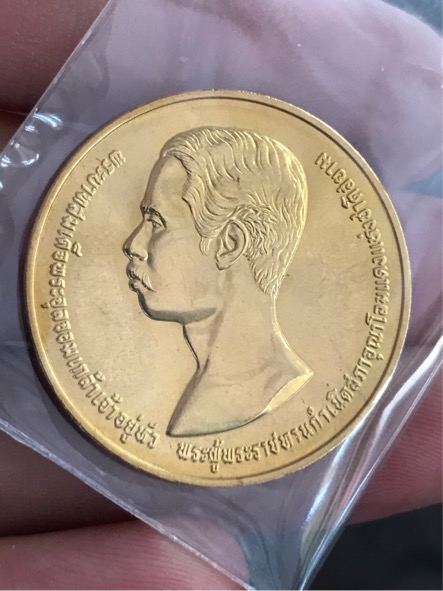 พระบาทสมเด็จพระจุลจอมเกล้าเจ้าอยู่หัว
พระผู้พระราชทานกำเนิดสภาอุณาโลมแดงแห่งชาติสยาม